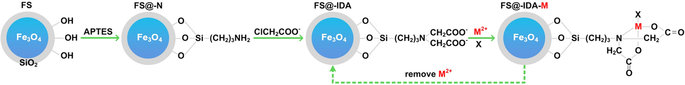 FS
OH
OH
OH
Fe₃O₄
SiO₂
APTES
FS@-N
Fe₃O₄
O
O
O
Si
(CH₂)₃NH₂
ClCH₂COO⁻
FS@-IDA
Fe₃O₄
O
O
O
Si
(CH₂)₃N
CH₂COO⁻
CH₂COO⁻
X
M²⁺
remove M²⁺
FS@-IDA-M
Fe₃O₄
O
O
O
Si
(CH₂)₃
N
X
M
O
C=O
CH₂
H₂C
O
C
O